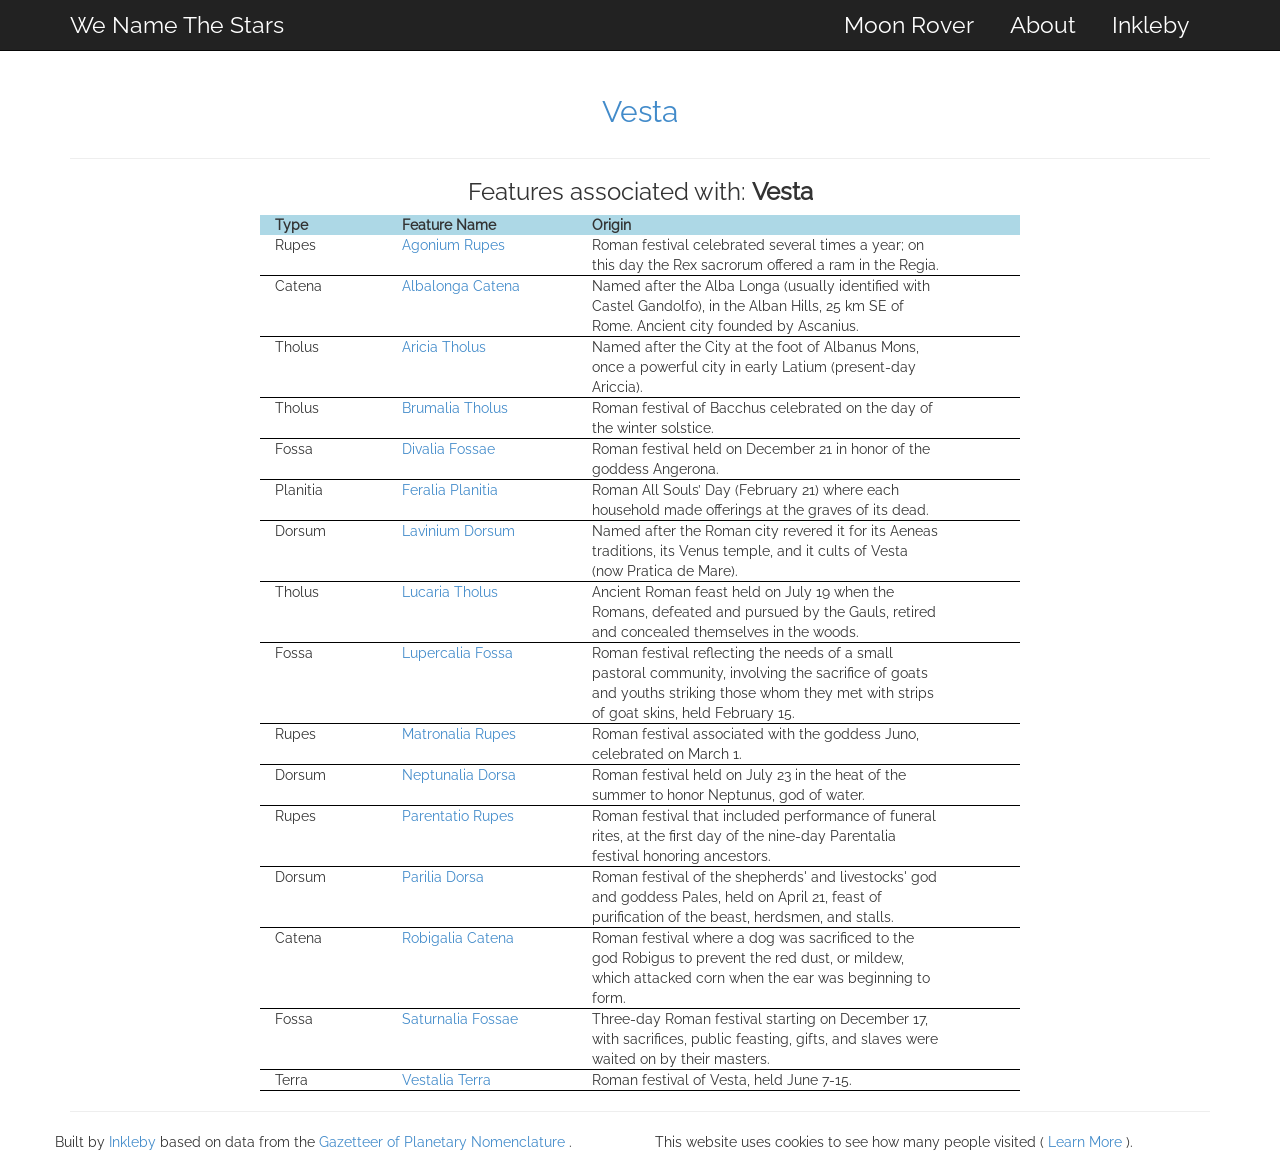 We Name The Stars Moon Rover About Inkleby
Vesta
Features associated with: Vesta
Type Feature Name Origin
Rupes Agonium Rupes Roman festival celebrated several times a year; on
this day the Rex sacrorum offered a ram in the Regia.
Catena Albalonga Catena Named after the Alba Longa (usually identified with
Castel Gandolfo), in the Alban Hills, 25 km SE of
Rome. Ancient city founded by Ascanius.
Tholus Aricia Tholus Named after the City at the foot of Albanus Mons,
once a powerful city in early Latium (present-day
Ariccia).
Tholus Brumalia Tholus Roman festival of Bacchus celebrated on the day of
the winter solstice.
Fossa Divalia Fossae Roman festival held on December 21 in honor of the
goddess Angerona.
Planitia Feralia Planitia Roman All Souls' Day (February 21) where each
household made offerings at the graves of its dead.
Dorsum Lavinium Dorsum Named after the Roman city revered it for its Aeneas
traditions, its Venus temple, and it cults of Vesta
(now Pratica de Mare).
Tholus Lucaria Tholus Ancient Roman feast held on July 19 when the
Romans, defeated and pursued by the Gauls, retired
and concealed themselves in the woods.
Fossa Lupercalia Fossa Roman festival reflecting the needs of a small
pastoral community, involving the sacrifice of goats
and youths striking those whom they met with strips
of goat skins, held February 15.
Rupes Matronalia Rupes Roman festival associated with the goddess Juno,
celebrated on March 1.
Dorsum Neptunalia Dorsa Roman festival held on July 23 in the heat of the
summer to honor Neptunus, god of water.
Rupes Parentatio Rupes Roman festival that included performance of funeral
rites, at the first day of the nine-day Parentalia
festival honoring ancestors.
Dorsum Parilia Dorsa Roman festival of the shepherds' and livestocks' god
and goddess Pales, held on April 21, feast of
purification of the beast, herdsmen, and stalls.
Catena Robigalia Catena Roman festival where a dog was sacrificed to the
god Robigus to prevent the red dust, or mildew,
which attacked corn when the ear was beginning to
form.
Fossa Saturnalia Fossae Three-day Roman festival starting on December 17,
with sacrifices, public feasting, gifts, and slaves were
waited on by their masters.
Terra Vestalia Terra Roman festival of Vesta, held June 7-15.
Built by Inkleby based on data from the Gazetteer of Planetary Nomenclature . This website uses cookies to see how many people visited ( Learn More ).